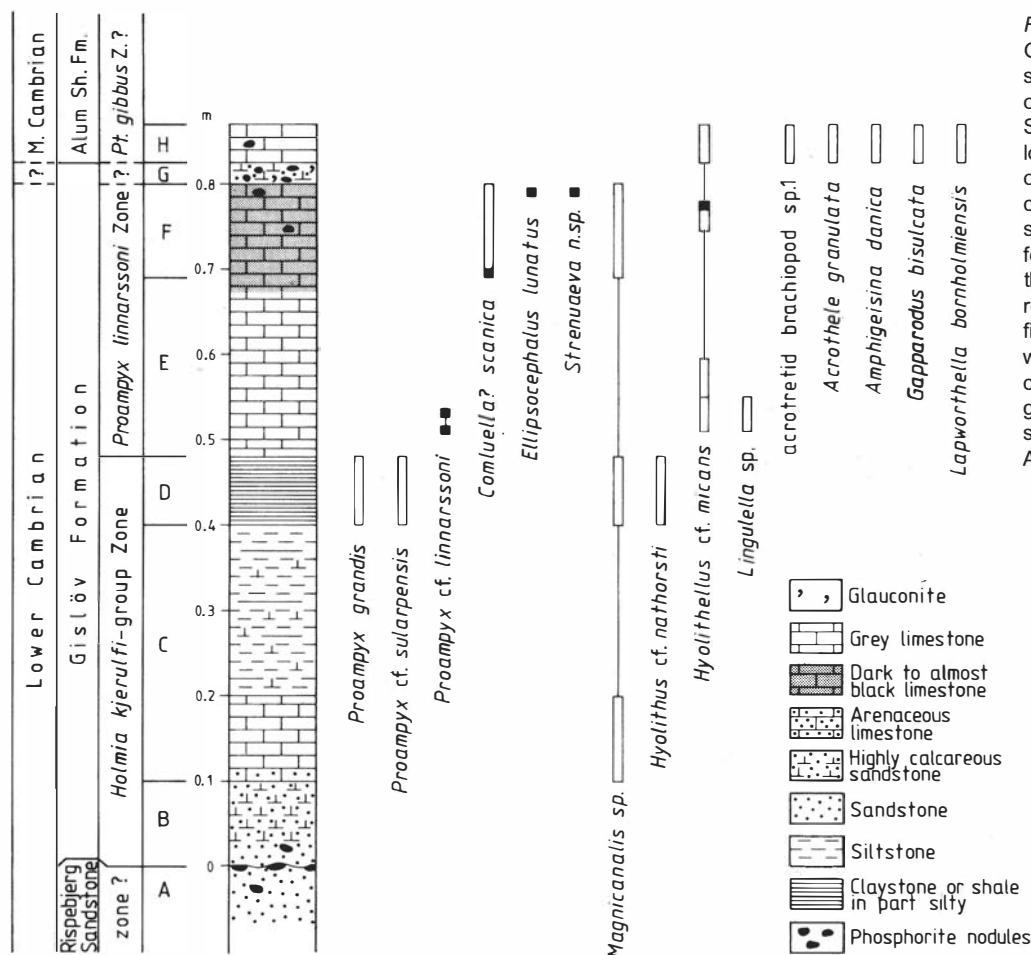 Lower Cambrian
|?|
M. Cambrian
Gislöv Formation
Alum Sh. Fm.
Rispebjerg
Sandstone
Holmia kjerulfi-group Zone
Proampyx linnarssoni Zone
|?|
Pt. gibbus Z.?
zone ?
m
H
G
F
E
D
C
B
A
0.8
0.7
0.6
0.5
0.4
0.3
0.2
0.1
0
Proampyx grandis
Proampyx cf. sularpensis
Proampyx cf. linnarssoni
Comluella? scanica
Ellipsocephalus lunatus
Strenuaeva n.sp.
Magnicanalis sp.
Hyolithus cf. nathorsti
Hyolithellus cf. micans
Lingulella sp.
acrotretid brachiopod sp.1
Acrothele granulata
Amphigeisina danica
Gapparodus bisulcata
Lapworthella bornholmiensis
Glauconite
Grey limestone
Dark to almost
black limestone
Arenaceous
limestone
Highly calcareous
sandstone
Sandstone
Siltstone
Claystone or shale
in part silty
Phosphorite nodules